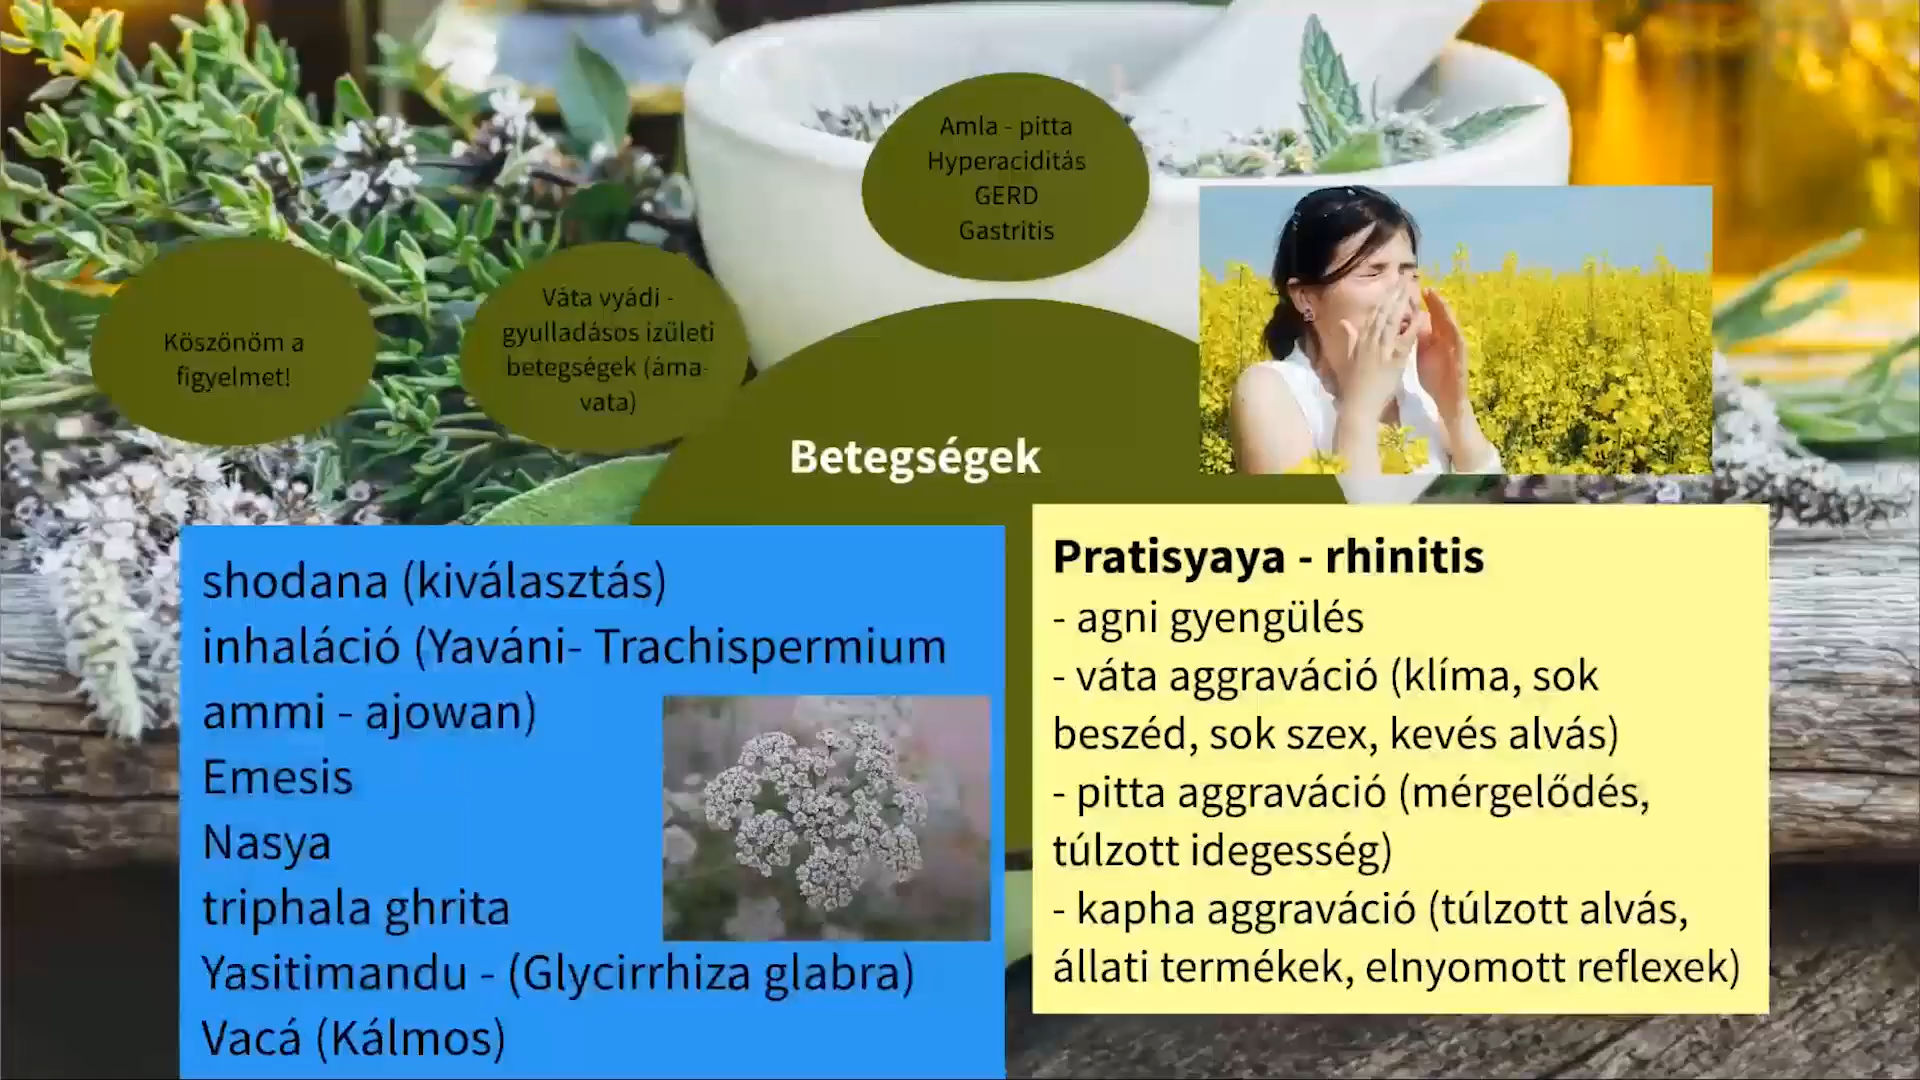 Amla - pitta
Hyperaciditás
GERD
Gastritis
Köszönöm a
figyelmet!
Váta vyádi -
gyulladásos izületi
betegségek (áma-
vata)
Betegségek
shodana (kiválasztás)
inhaláció (Yaváni- Trachispermium
ammi - ajowan)
Emesis
Nasya
triphala ghrita
Yasitimandu - (Glycirrhiza glabra)
Vacá (Kálmos)
Pratisyaya - rhinitis
- agni gyengülés
- váta aggraváció (klíma, sok
beszéd, sok szex, kevés alvás)
- pitta aggraváció (mérgelődés,
túlzott idegesség)
- kapha aggraváció (túlzott alvás,
állati termékek, elnyomott reflexek)